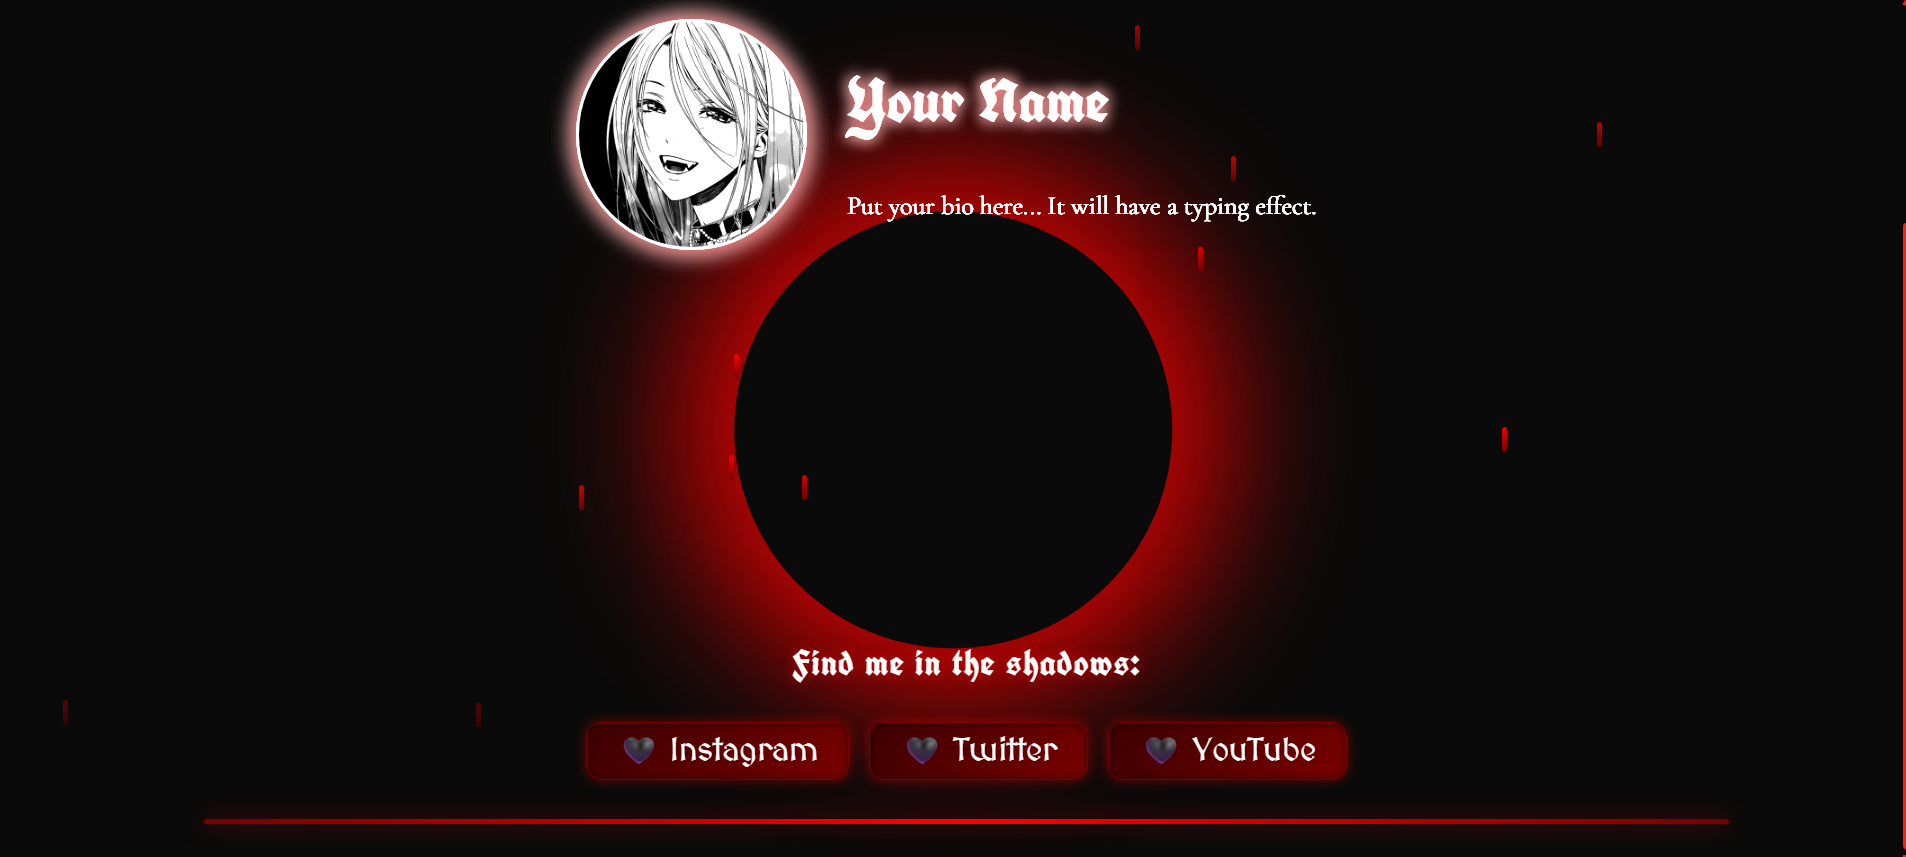 Your Name
Put your bio here... It will have a typing effect.
Find me in the shadows:
🖤 Instagram
🖤 Twitter
🖤 YouTube